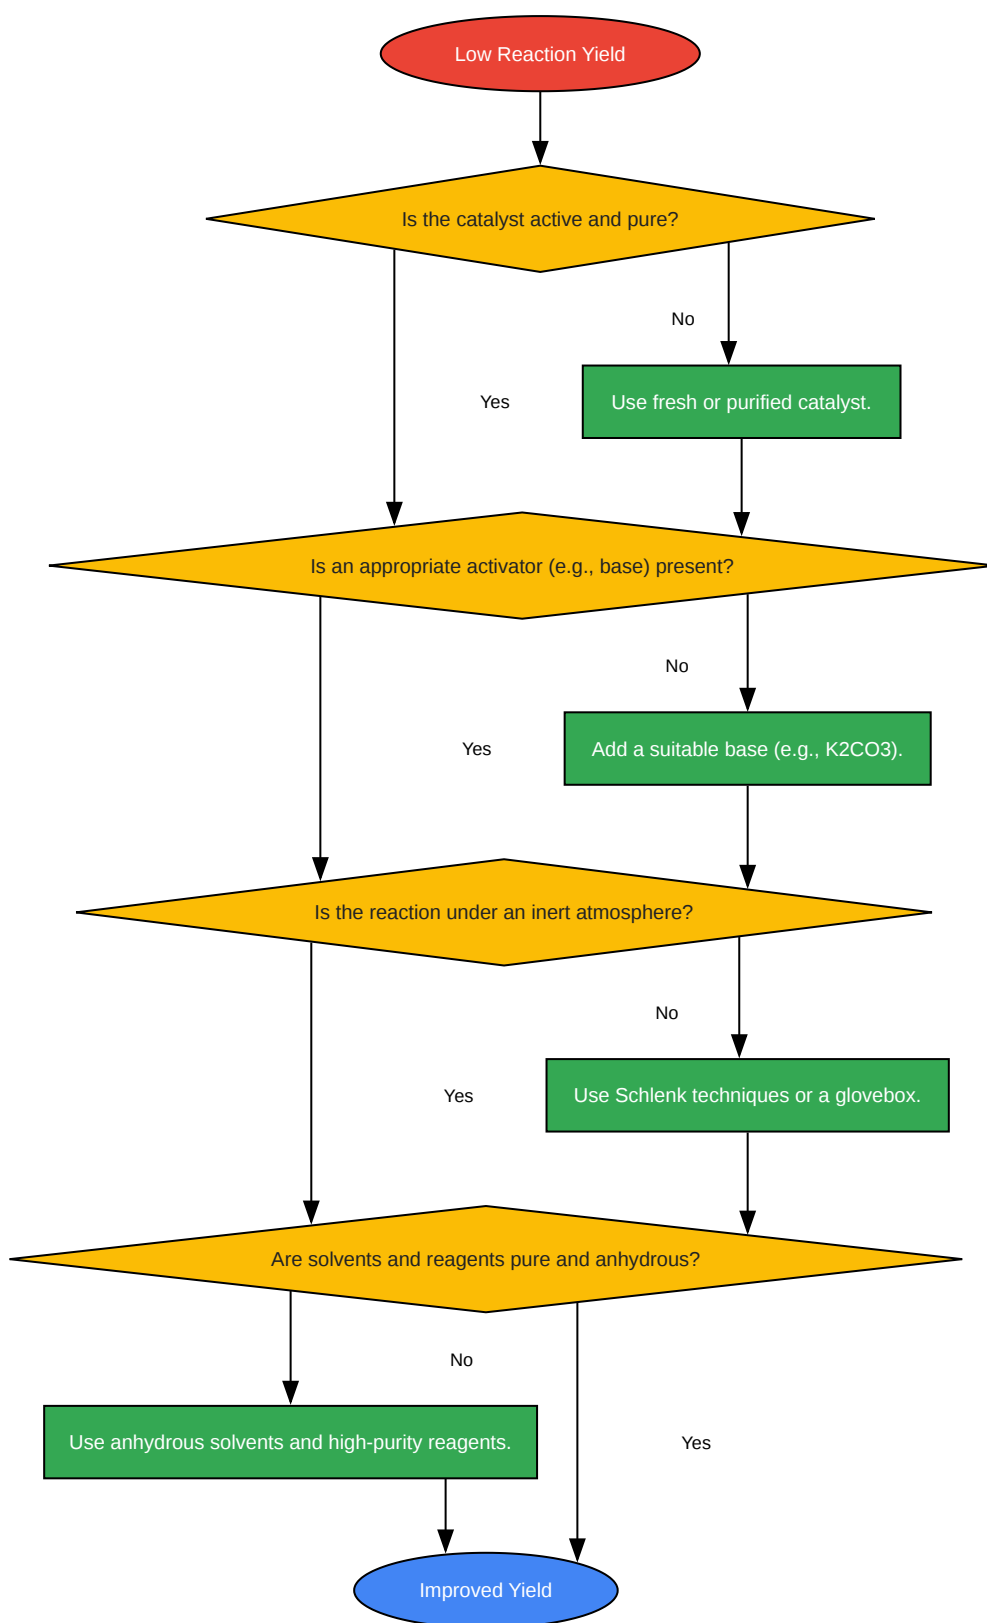 Low Reaction Yield
Is the catalyst active and pure?
No
Yes
Use fresh or purified catalyst.
Is an appropriate activator (e.g., base) present?
No
Yes
Add a suitable base (e.g., K2CO3).
Is the reaction under an inert atmosphere?
No
Yes
Use Schlenk techniques or a glovebox.
Are solvents and reagents pure and anhydrous?
No
Use anhydrous solvents and high-purity reagents.
Yes
Improved Yield